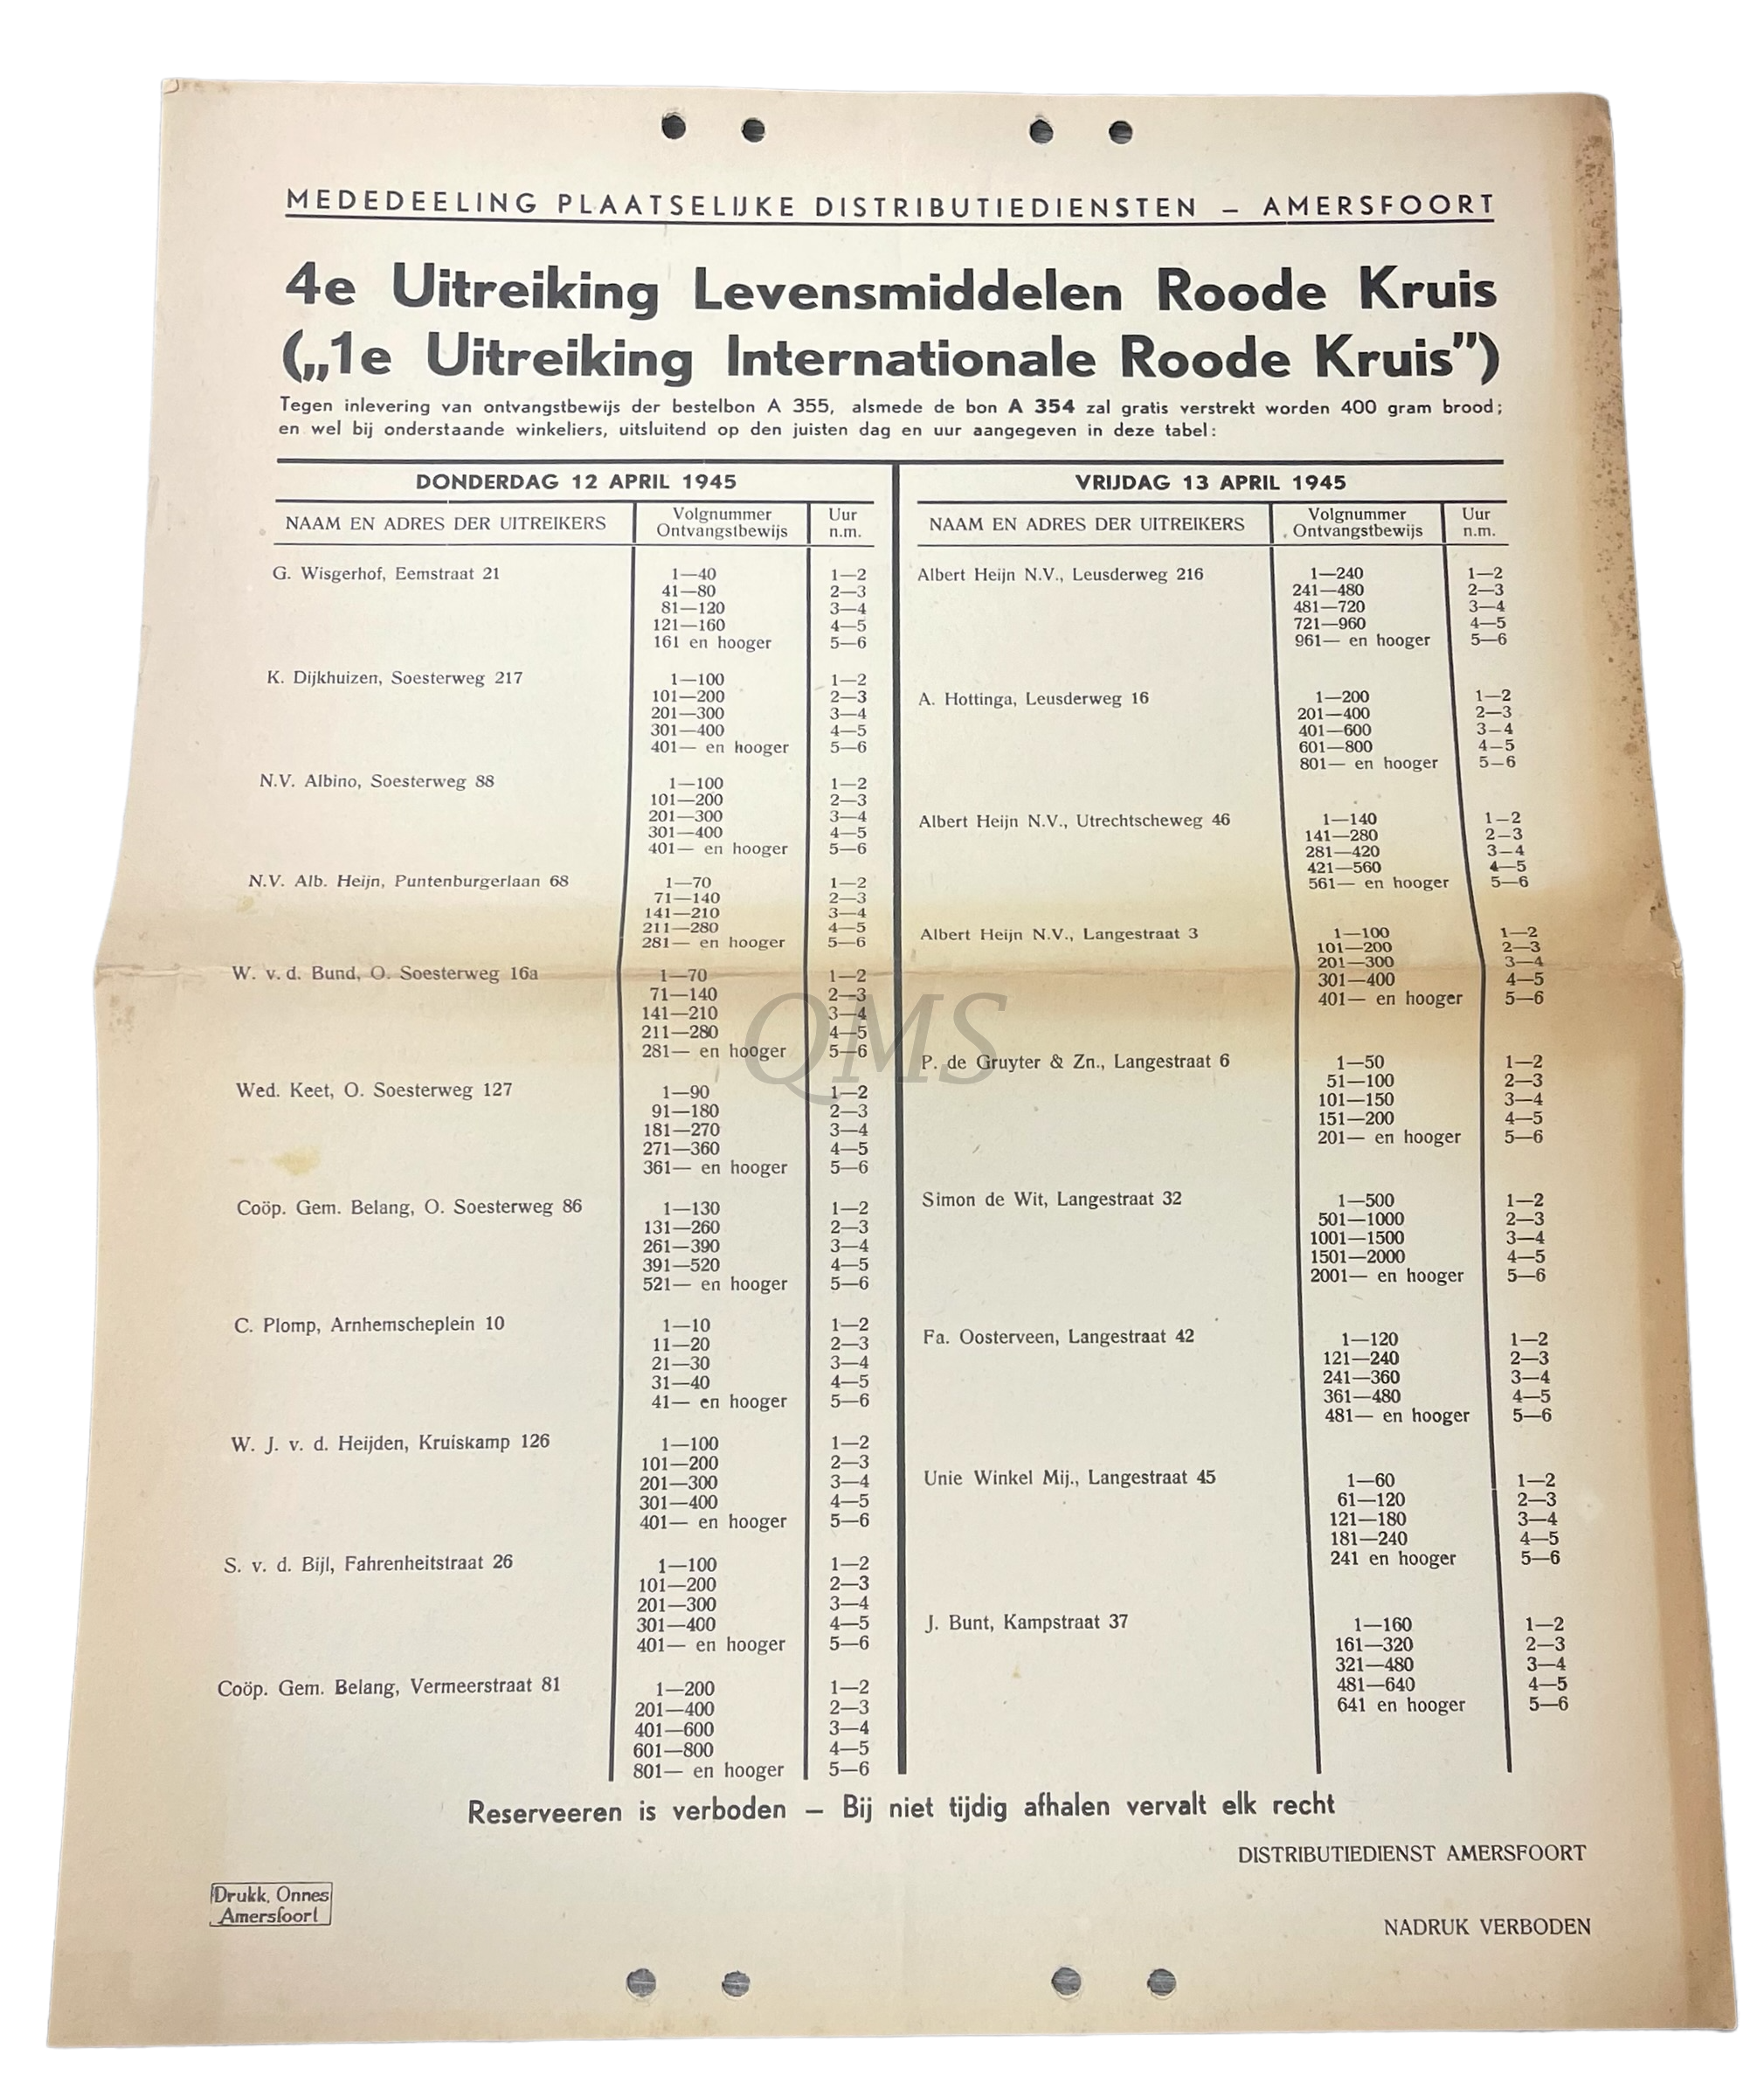 MEDEDEELING PLAATSELIJKE DISTRIBUTIEDIENSTEN – AMERSFOORT
4e Uitreiking Levensmiddelen Roode Kruis
(„1e Uitreiking Internationale Roode Kruis”)
Tegen inlevering van ontvangstbewijs der bestelbon A 355, alsmede de bon A 354 zal gratis verstrekt worden 400 gram brood;
en wel bij onderstaande winkeliers, uitsluitend op den juisten dag en uur aangegeven in deze tabel:
DONDERDAG 12 APRIL 1945
NAAM EN ADRES DER UITREIKERS Volgnummer Uur
Ontvangstbewijs n.m.
G. Wisgerhof, Eemstraat 21 1—40 1—2
41—80 2—3
81—120 3—4
121—160 4—5
161 en hooger 5—6
K. Dijkhuizen, Soesterweg 217 1—100 1—2
101—200 2—3
201—300 3—4
301—400 4—5
401— en hooger 5—6
N.V. Albino, Soesterweg 88 1—100 1—2
101—200 2—3
201—300 3—4
301—400 4—5
401— en hooger 5—6
N.V. Alb. Heijn, Puntenburgerlaan 68 1—70 1—2
71—140 2—3
141—210 3—4
211—280 4—5
281— en hooger 5—6
W. v. d. Bund, O. Soesterweg 16a 1—70 1—2
71—140 2—3
141—210 3—4
211—280 4—5
281— en hooger 5—6
Wed. Keet, O. Soesterweg 127 1—90 1—2
91—180 2—3
181—270 3—4
271—360 4—5
361— en hooger 5—6
Coöp. Gem. Belang, O. Soesterweg 86 1—130 1—2
131—260 2—3
261—390 3—4
391—520 4—5
521— en hooger 5—6
C. Plomp, Arnhemscheplein 10 1—10 1—2
11—20 2—3
21—30 3—4
31—40 4—5
41— en hooger 5—6
W. J. v. d. Heijden, Kruiskamp 126 1—100 1—2
101—200 2—3
201—300 3—4
301—400 4—5
401— en hooger 5—6
S. v. d. Bijl, Fahrenheitstraat 26 1—100 1—2
101—200 2—3
201—300 3—4
301—400 4—5
401— en hooger 5—6
Coöp. Gem. Belang, Vermeerstraat 81 1—200 1—2
201—400 2—3
401—600 3—4
601—800 4—5
801— en hooger 5—6
VRIJDAG 13 APRIL 1945
NAAM EN ADRES DER UITREIKERS Volgnummer Uur
Ontvangstbewijs n.m.
Albert Heijn N.V., Leusderweg 216 1—240 1—2
241—480 2—3
481—720 3—4
721—960 4—5
961— en hooger 5—6
A. Hottinga, Leusderweg 16 1—200 1—2
201—400 2—3
401—600 3—4
601—800 4—5
801— en hooger 5—6
Albert Heijn N.V., Utrechtscheweg 46 1—140 1—2
141—280 2—3
281—420 3—4
421—560 4—5
561— en hooger 5—6
Albert Heijn N.V., Langestraat 3 1—100 1—2
101—200 2—3
201—300 3—4
301—400 4—5
401— en hooger 5—6
P. de Gruyter & Zn., Langestraat 6 1—50 1—2
51—100 2—3
101—150 3—4
151—200 4—5
201— en hooger 5—6
Simon de Wit, Langestraat 32 1—500 1—2
501—1000 2—3
1001—1500 3—4
1501—2000 4—5
2001— en hooger 5—6
Fa. Oosterveen, Langestraat 42 1—120 1—2
121—240 2—3
241—360 3—4
361—480 4—5
481— en hooger 5—6
Unie Winkel Mij., Langestraat 45 1—60 1—2
61—120 2—3
121—180 3—4
181—240 4—5
241 en hooger 5—6
J. Bunt, Kampstraat 37 1—160 1—2
161—320 2—3
321—480 3—4
481—640 4—5
641 en hooger 5—6
QMS
Reserveeren is verboden – Bij niet tijdig afhalen vervalt elk recht
DISTRIBUTIEDIENST AMERSFOORT
Drukk. Onnes
Amersfoort
NADRUK VERBODEN